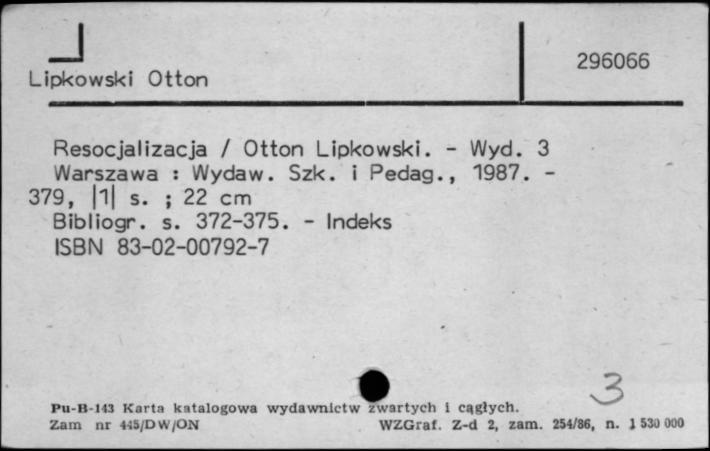 296066
Lipkowski Otton
Resocjalizacja / Otton Lipkowski. - Wyd. 3
Warszawa : Wydaw. Szk. i Pedag., 1987. -
379, |1| s. ; 22 cm
Bibliogr. s. 372-375. - Indeks
ISBN 83-02-00792-7
3
Pu-B-143 Karta katalogowa wydawnictw zwartych i cągłych.
Zam nr 445/DW/ON WZGraf. Z-d 2, zam. 254/86, n. 1 530 000